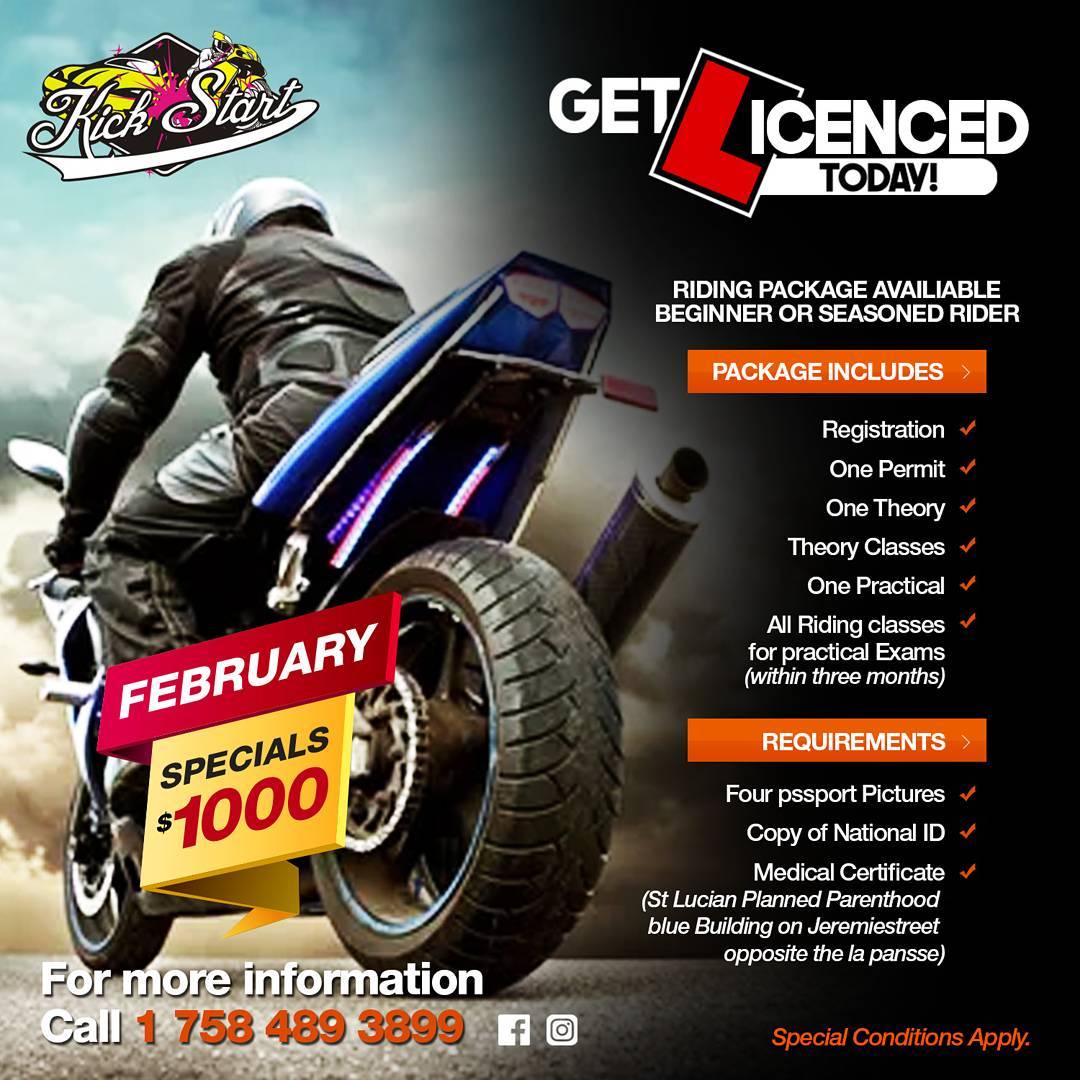 Kick Start
GET LICENCED
TODAY!
RIDING PACKAGE AVAILIABLE
BEGINNER OR SEASONED RIDER
PACKAGE INCLUDES >
Registration
One Permit
One Theory
Theory Classes
One Practical
All Riding classes
for practical Exams
(within three months)
FEBRUARY
SPECIALS
$1000
REQUIREMENTS >
Four pssport Pictures
Copy of National ID
Medical Certificate
(St Lucian Planned Parenthood
blue Building on Jeremiestreet
opposite the la pansse)
For more information
Call 1 758 489 3899
Special Conditions Apply.